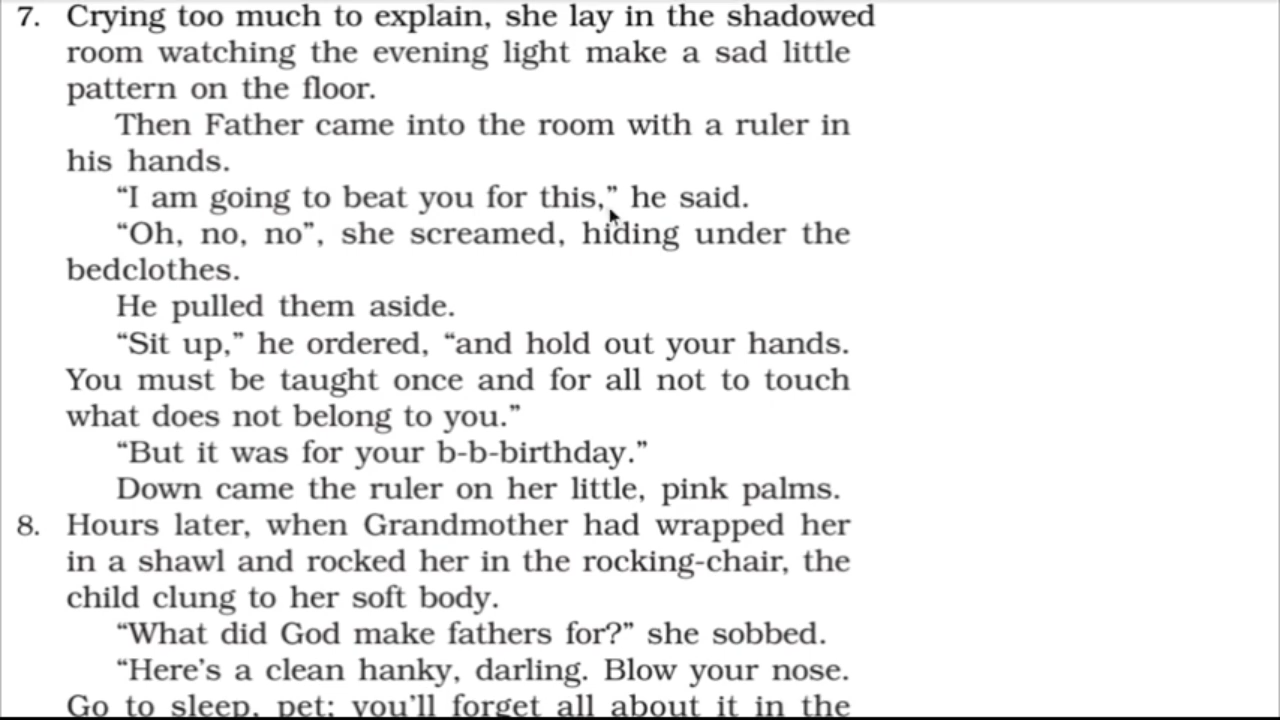 7. Crying too much to explain, she lay in the shadowed
room watching the evening light make a sad little
pattern on the floor.
Then Father came into the room with a ruler in
his hands.
“I am going to beat you for this,” he said.
“Oh, no, no”, she screamed, hiding under the
bedclothes.
He pulled them aside.
“Sit up,” he ordered, “and hold out your hands.
You must be taught once and for all not to touch
what does not belong to you.”
“But it was for your b-b-birthday.”
Down came the ruler on her little, pink palms.
8. Hours later, when Grandmother had wrapped her
in a shawl and rocked her in the rocking-chair, the
child clung to her soft body.
“What did God make fathers for?” she sobbed.
“Here’s a clean hanky, darling. Blow your nose.
Go to sleep, pet; you’ll forget all about it in the